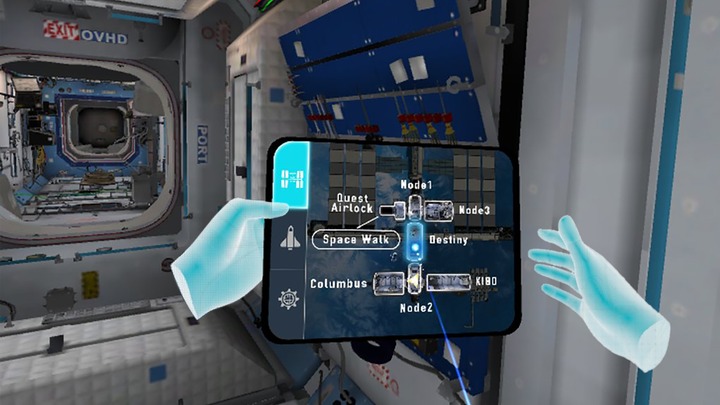 EXIT OVHD
PORT
Node1
Quest
Airlock
Node3
Space Walk
Destiny
Columbus
KIBO
Node2